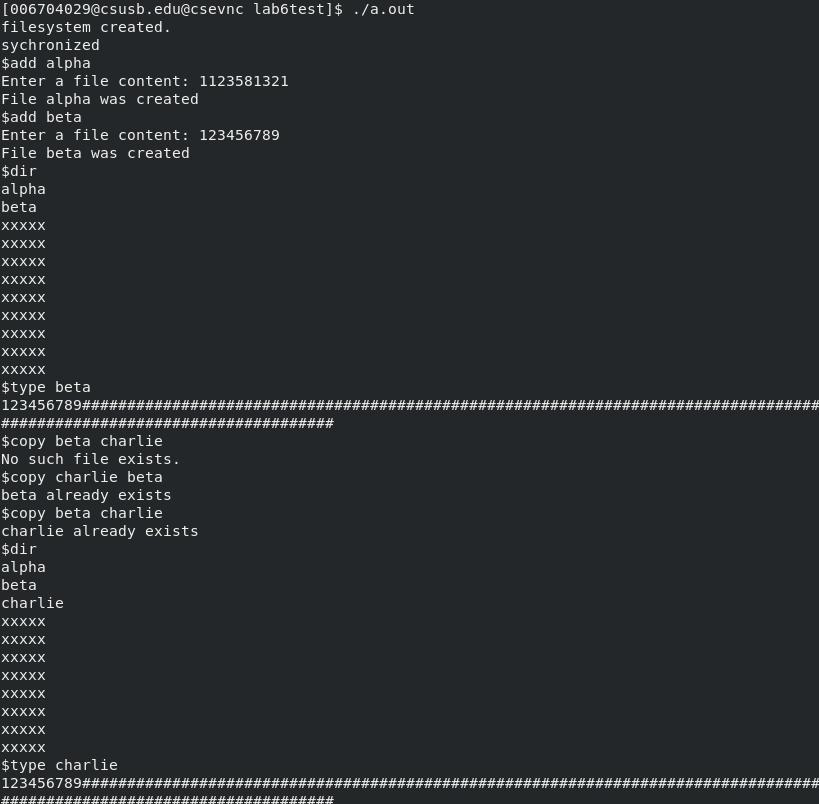 [006704029@csusb.edu@csevnc lab6test]$ ./a.out
filesystem created.
sychronized
$add alpha
Enter a file content: 1123581321
File alpha was created
$add beta
Enter a file content: 123456789
File beta was created
$dir
alpha
beta
xxxxx
xxxxx
xxxxx
xxxxx
xxxxx
xxxxx
xxxxx
xxxxx
xxxxx
$type beta
123456789##################################################################################
#####################################
$copy beta charlie
No such file exists.
$copy charlie beta
beta already exists
$copy beta charlie
charlie already exists
$dir
alpha
beta
charlie
xxxxx
xxxxx
xxxxx
xxxxx
xxxxx
xxxxx
xxxxx
xxxxx
$type charlie
123456789##################################################################################
#####################################